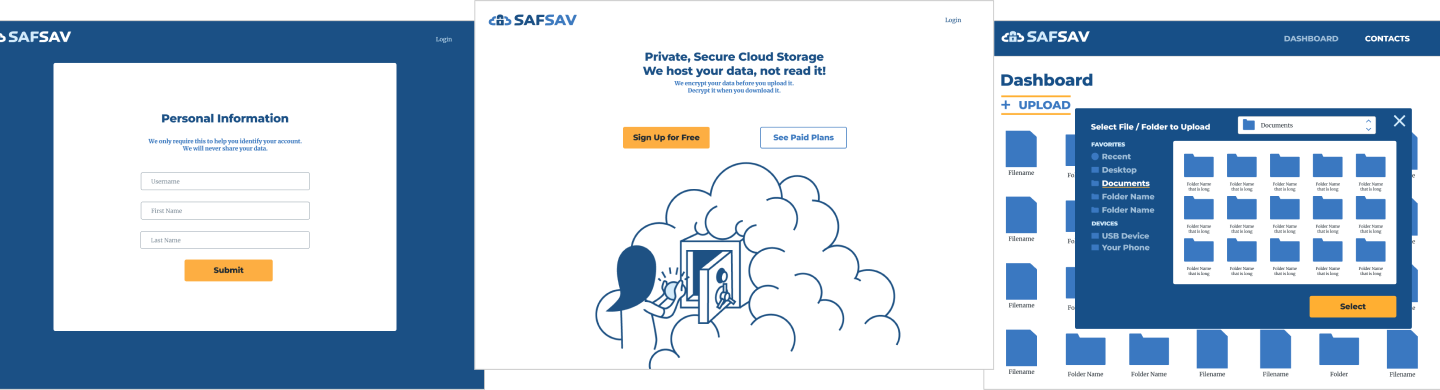 SAFSAV
Login
Personal Information
We only require this to help you identify your account.
We will never share your data.
Username
First Name
Last Name
Submit
SAFSAV
Login
Private, Secure Cloud Storage
We host your data, not read it!
We encrypt your data before you upload it.
Decrypt it when you download it.
Sign Up for Free
See Paid Plans
SAFSAV
DASHBOARD
CONTACTS
Dashboard
+ UPLOAD
Select File / Folder to Upload
Documents
FAVORITES
Recent
Desktop
Documents
Folder Name
Folder Name
DEVICES
USB Device
Your Phone
Folder Name
that is long
Folder Name
that is long
Folder Name
that is long
Folder Name
that is long
Folder Name
that is long
Folder Name
that is long
Folder Name
that is long
Folder Name
that is long
Folder Name
that is long
Folder Name
that is long
Folder Name
that is long
Folder Name
that is long
Folder Name
that is long
Folder Name
that is long
Folder Name
that is long
Select
Filename
Filename
Filename
Filename
Folder Name
Folder Name
Filename
Filename
Folder
Filename